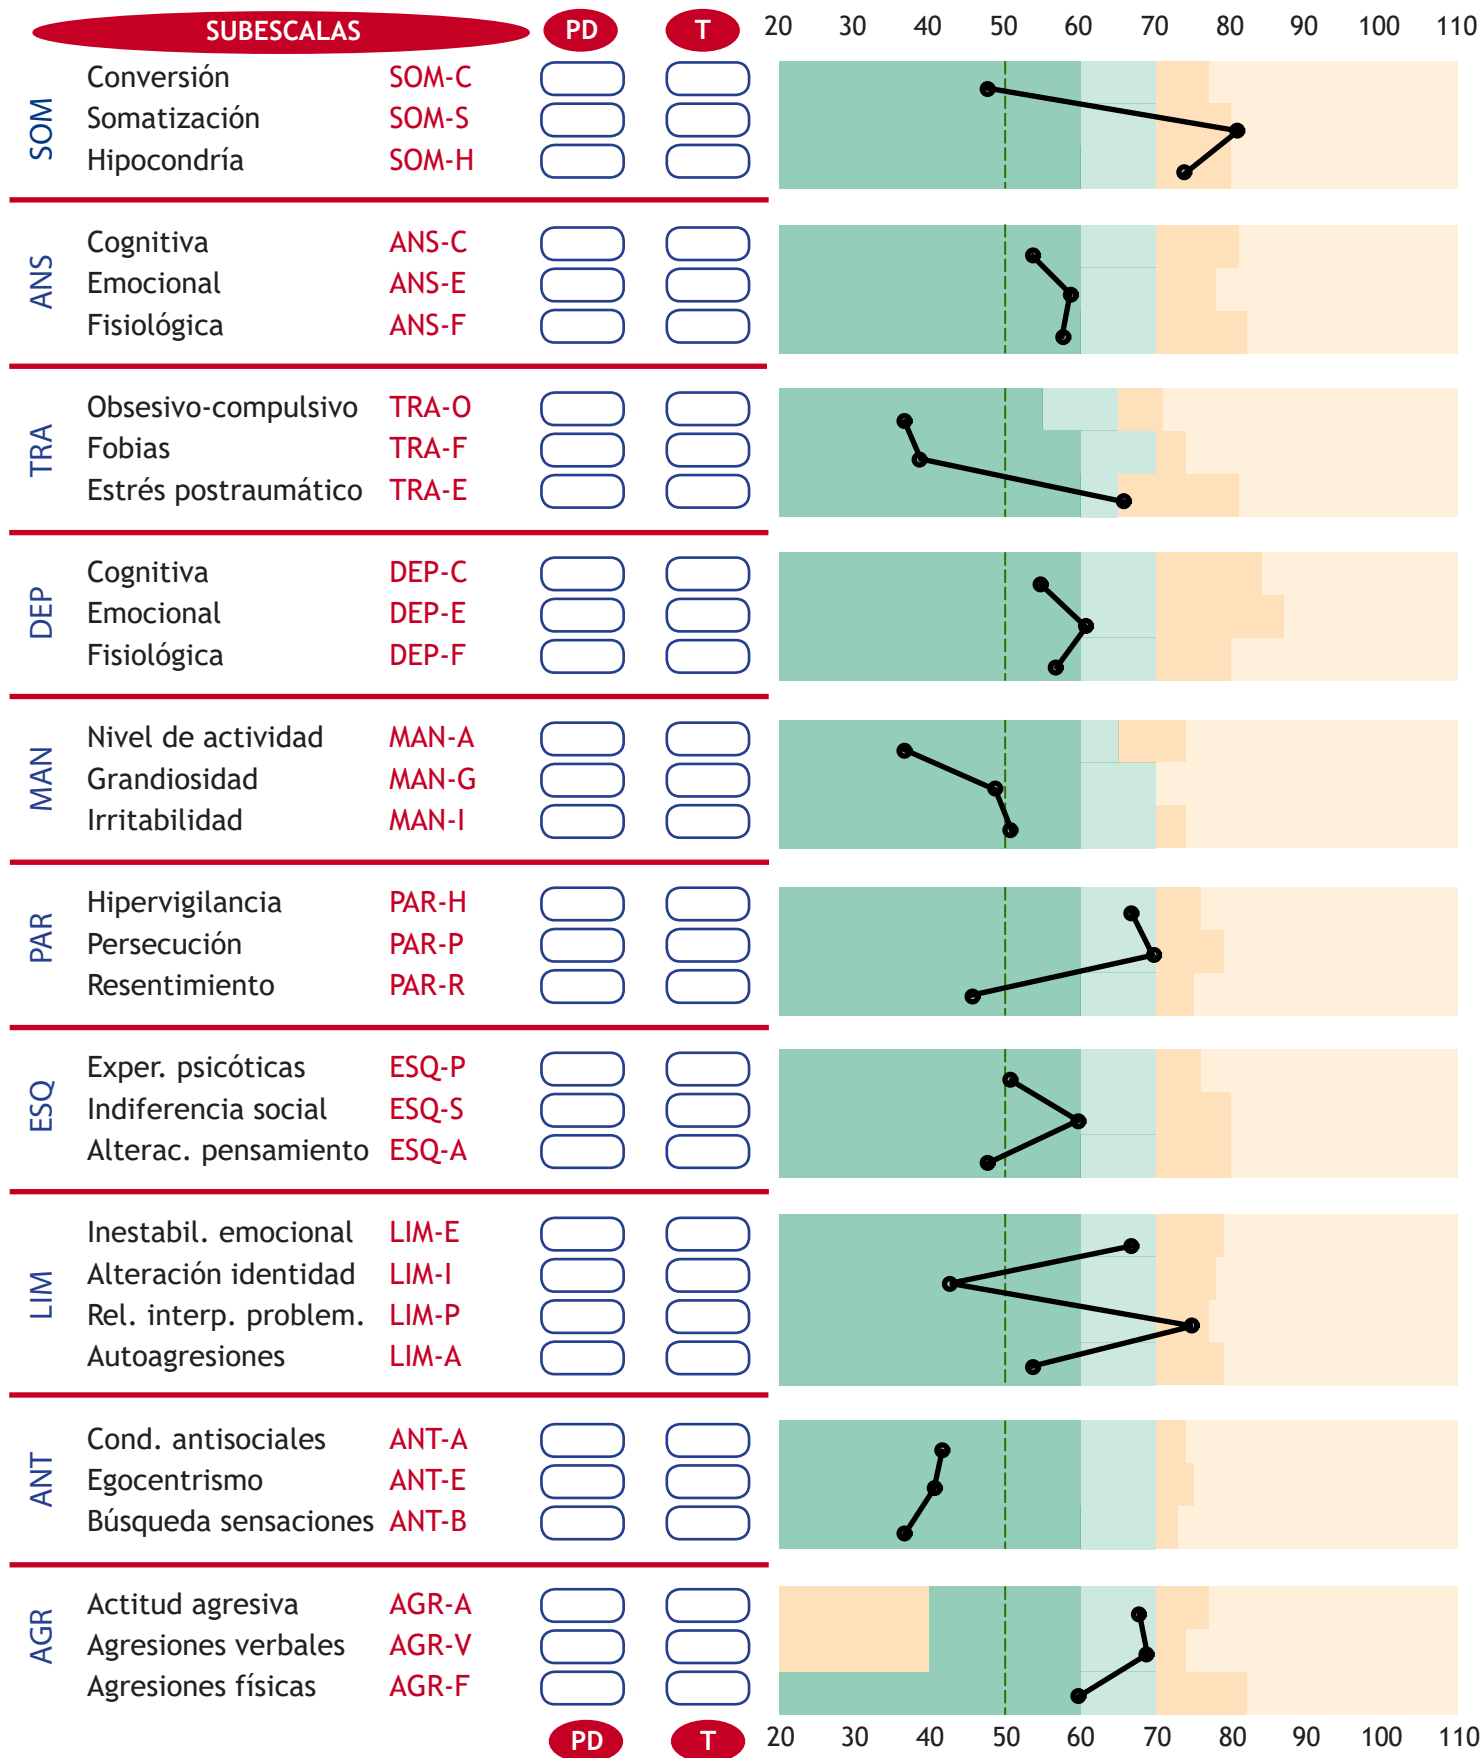 SUBESCALAS PD T 20 30 40 50 60 70 80 90 100 110
SOM
Conversión SOM-C
Somatización SOM-S
Hipocondría SOM-H
ANS
Cognitiva ANS-C
Emocional ANS-E
Fisiológica ANS-F
TRA
Obsesivo-compulsivo TRA-O
Fobias TRA-F
Estrés postraumático TRA-E
DEP
Cognitiva DEP-C
Emocional DEP-E
Fisiológica DEP-F
MAN
Nivel de actividad MAN-A
Grandiosidad MAN-G
Irritabilidad MAN-I
PAR
Hipervigilancia PAR-H
Persecución PAR-P
Resentimiento PAR-R
ESQ
Exper. psicóticas ESQ-P
Indiferencia social ESQ-S
Alterac. pensamiento ESQ-A
LIM
Inestabil. emocional LIM-E
Alteración identidad LIM-I
Rel. interp. problem. LIM-P
Autoagresiones LIM-A
ANT
Cond. antisociales ANT-A
Egocentrismo ANT-E
Búsqueda sensaciones ANT-B
AGR
Actitud agresiva AGR-A
Agresiones verbales AGR-V
Agresiones físicas AGR-F
PD T 20 30 40 50 60 70 80 90 100 110